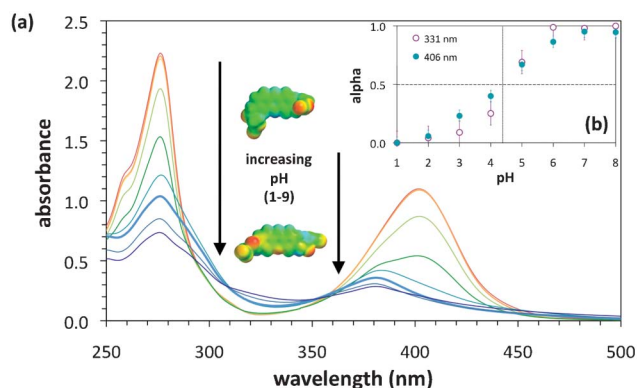 (a)
absorbance
2.5
2.0
1.5
1.0
0.5
0.0
250
300
350
400
450
500
wavelength (nm)
increasing
pH
(1-9)
(b)
alpha
1.0
0.5
0.0
331 nm
406 nm
1
2
3
4
5
6
7
8
pH